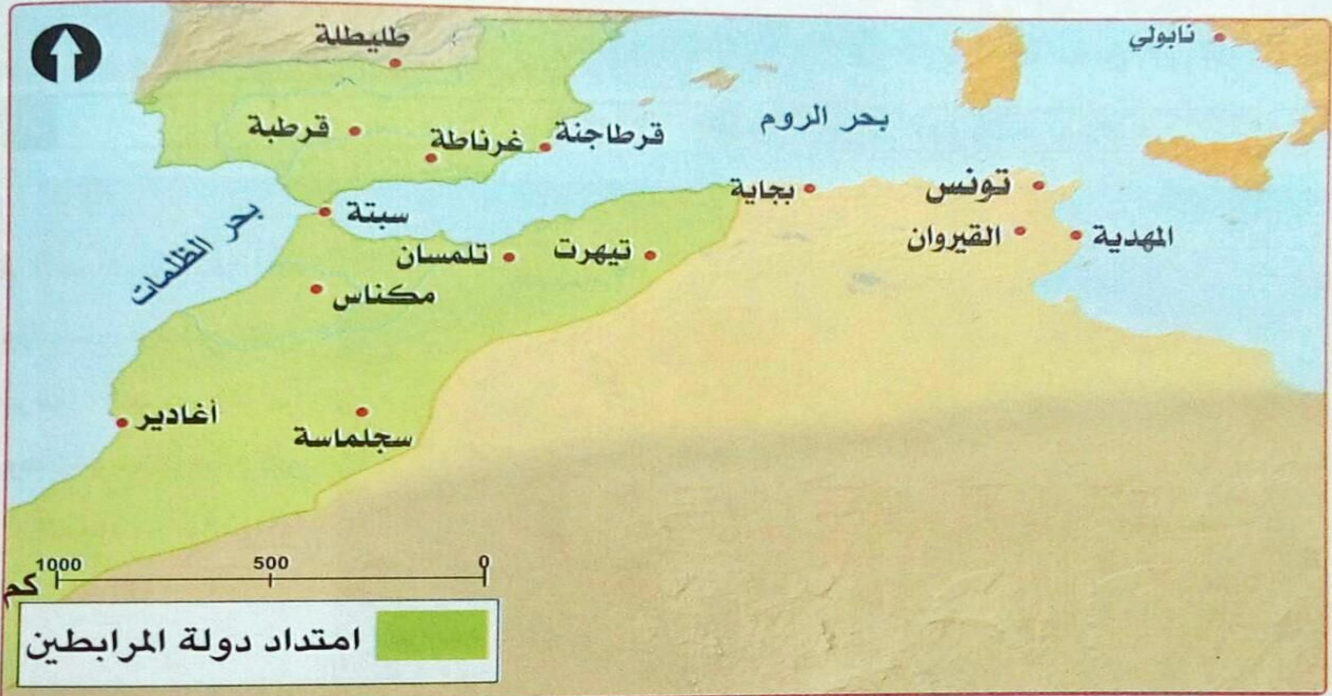 طليطلة
نابولي
بحر الروم
قرطبة
غرناطة
قرطاجنة
بجاية
تونس
سبتة
بحر الظلمات
تلمسان
تيهرت
القيروان
المهدية
مكناس
أغادير
سجلماسة
1000 500 0
كم
امتداد دولة المرابطين